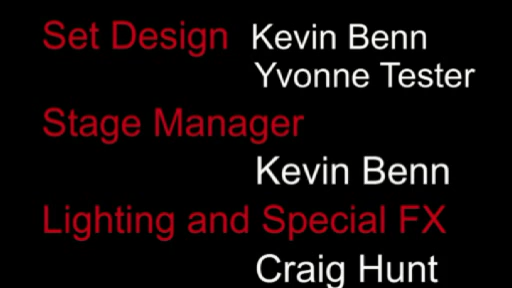 Set Design Kevin Benn
Yvonne Tester
Stage Manager
Kevin Benn
Lighting and Special FX
Craig Hunt